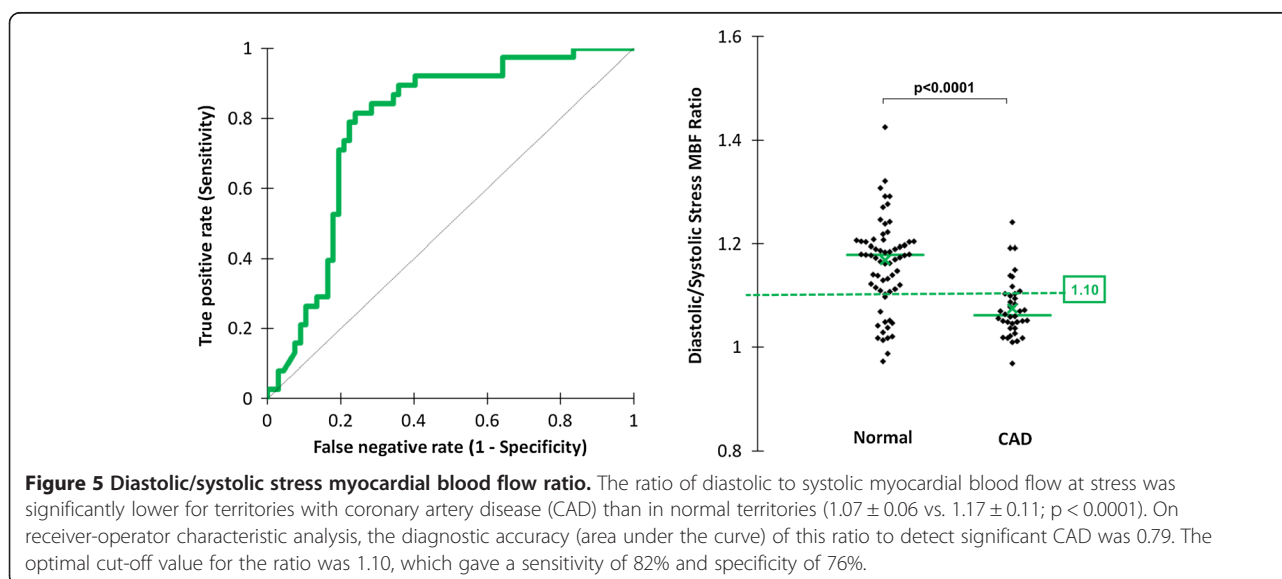 1
0.8
0.6
0.4
0.2
0
0
0.2
0.4
0.6
0.8
1
True positive rate (Sensitivity)
False negative rate (1 - Specificity)
1.6
1.4
1.2
1
0.8
Diastolic/Systolic Stress MBF Ratio
p<0.0001
1.10
Normal
CAD
Figure 5 Diastolic/systolic stress myocardial blood flow ratio. The ratio of diastolic to systolic myocardial blood flow at stress was
significantly lower for territories with coronary artery disease (CAD) than in normal territories (1.07 ± 0.06 vs. 1.17 ± 0.11; p < 0.0001). On
receiver-operator characteristic analysis, the diagnostic accuracy (area under the curve) of this ratio to detect significant CAD was 0.79. The
optimal cut-off value for the ratio was 1.10, which gave a sensitivity of 82% and specificity of 76%.